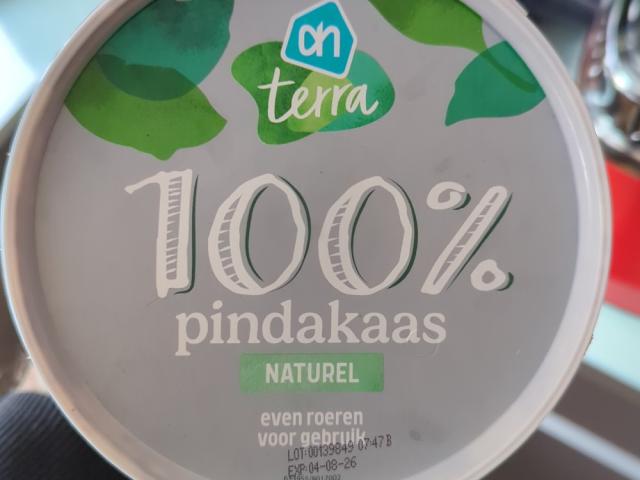 ah
terra
100%
pindakaas
NATUREL
even roeren
voor gebruik
LOT:00139849 07:47 B
EXP:04-08-26